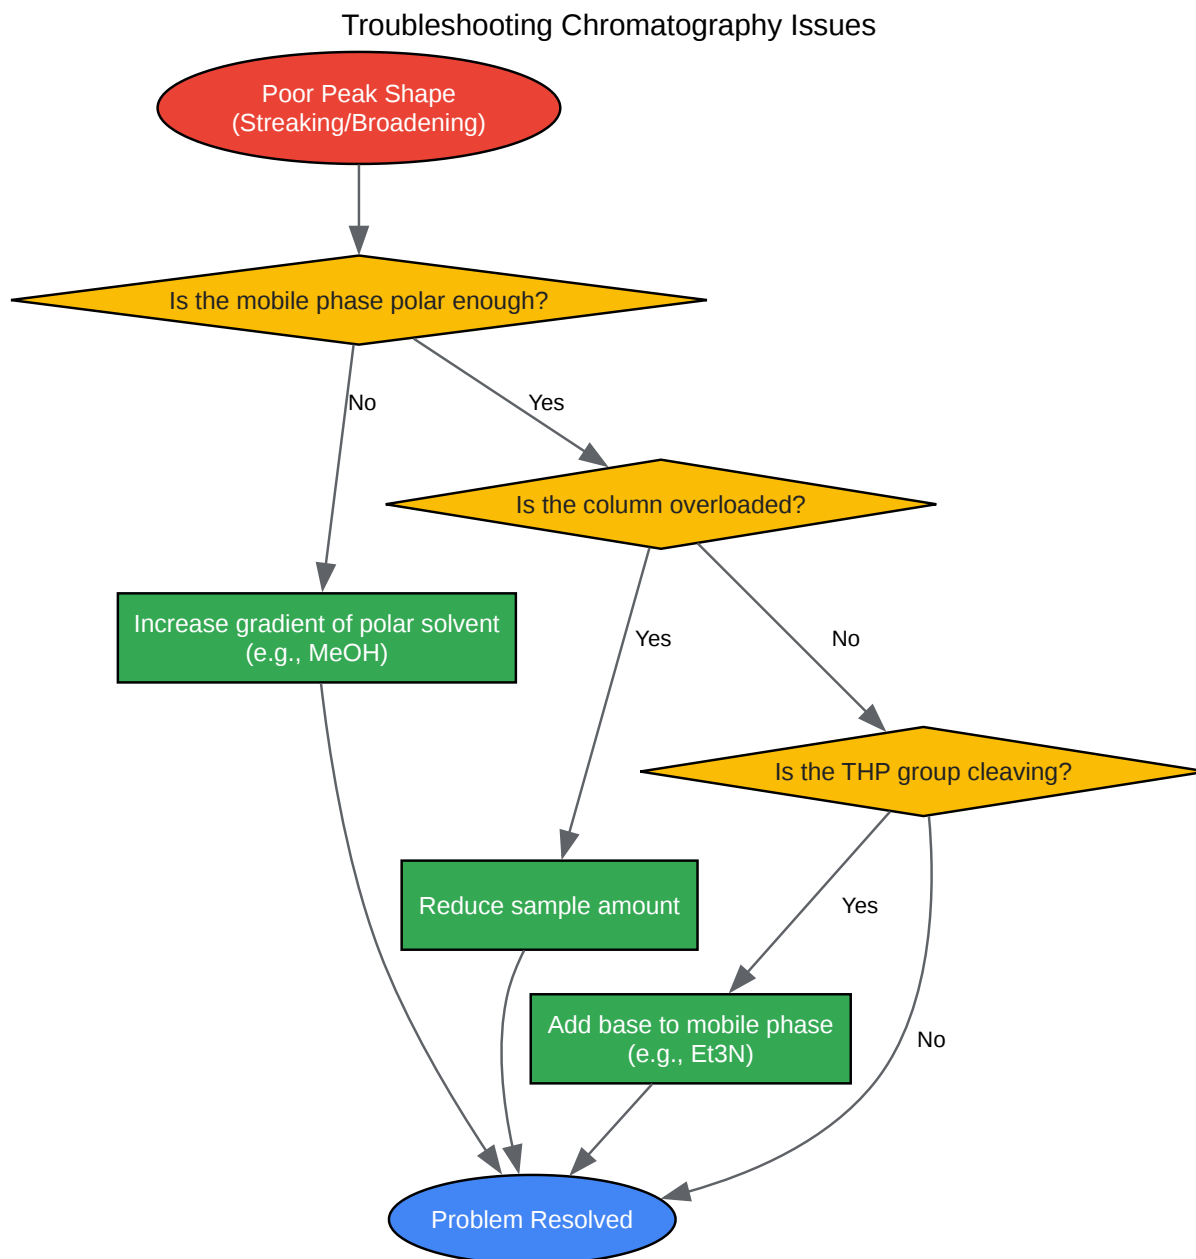 Troubleshooting Chromatography Issues
Poor Peak Shape
(Streaking/Broadening)
Is the mobile phase polar enough?
No
Yes
Is the column overloaded?
Increase gradient of polar solvent
(e.g., MeOH)
Yes
No
Is the THP group cleaving?
Reduce sample amount
Yes
Add base to mobile phase
(e.g., Et3N)
No
Problem Resolved